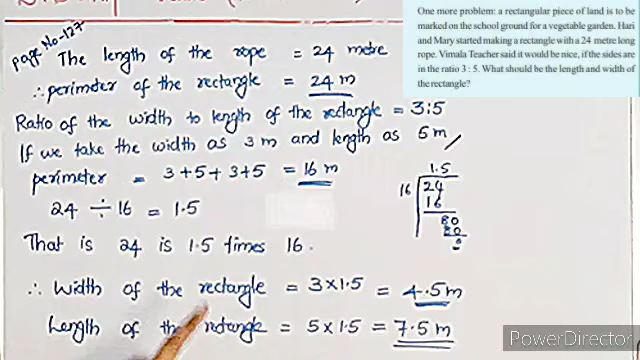 One more problem: a rectangular piece of land is to be
marked on the school ground for a vegetable garden. Hari
and Mary started making a rectangle with a 24 metre long
rope. Vimala Teacher said it would be nice, if the sides are
in the ratio 3 : 5. What should be the length and width of
the rectangle?
page No-127
The length of the rope = 24 metre
∴ perimeter of the rectangle = 24 m
Ratio of the width to length of the rectangle = 3:5
If we take the width as 3 m and length as 5 m
perimeter = 3+5+3+5 = 16 m
24 ÷ 16 = 1.5
1.5
16 24
16
80
80
0
That is 24 is 1.5 times 16.
∴ Width of the rectangle = 3×1.5 = 4.5m
Length of the rectangle = 5×1.5 = 7.5 m
PowerDirector